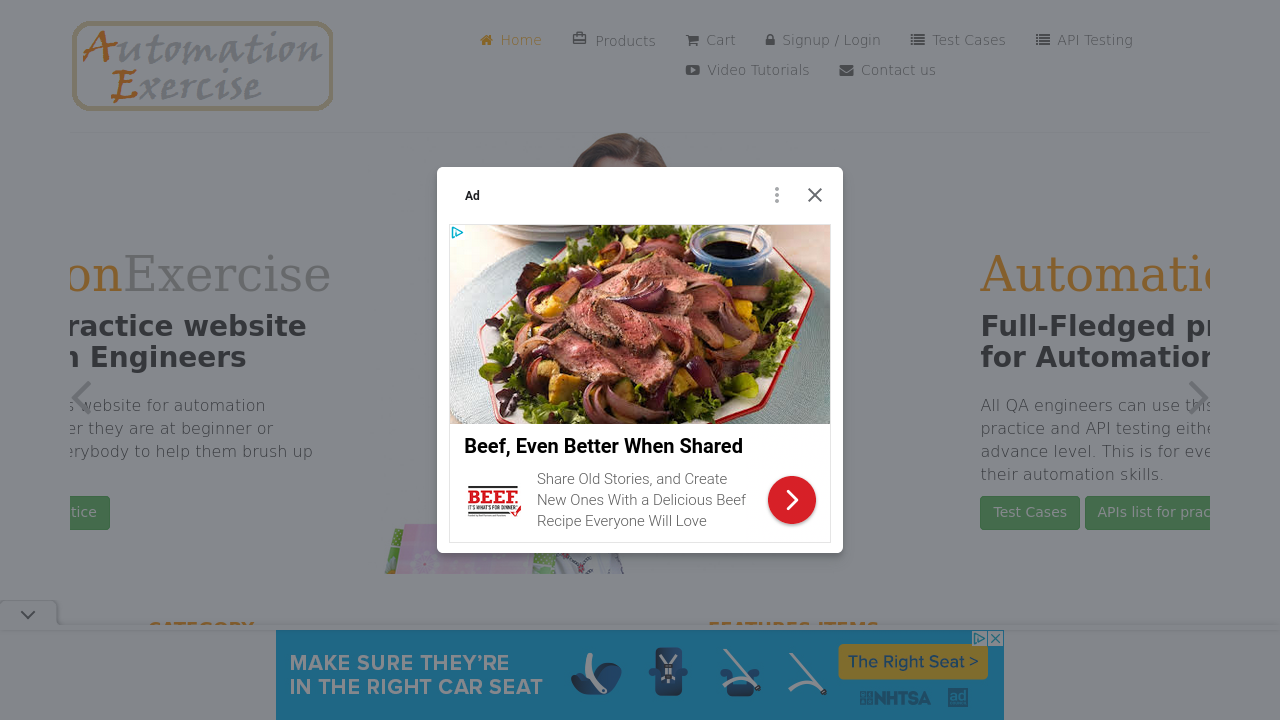 Automation
Exercise
Home
Products
Cart
Signup / Login
Test Cases
API Testing
Video Tutorials
Contact us
Ad
onExercise
ractice website
n Engineers
s website for automation
er they are at beginner or
erybody to help them brush up
tice
Beef, Even Better When Shared
BEEF.
IT'S WHAT'S FOR DINNER.
Share Old Stories, and Create
New Ones With a Delicious Beef
Recipe Everyone Will Love
Automatio
Full-Fledged pr
for Automation
All QA engineers can use this
practice and API testing eithe
advance level. This is for eve
their automation skills.
Test Cases
APIs list for prac
CATEGORY
FEATURES ITEMS
MAKE SURE THEY'RE
IN THE RIGHT CAR SEAT
The Right Seat >
NHTSA
ad